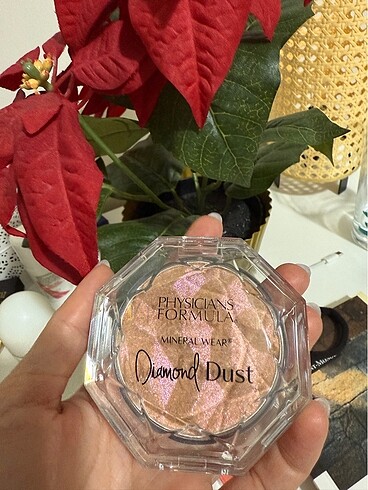 PHYSICIANS
FORMULA®
MINERAL WEAR®
Diamond Dust